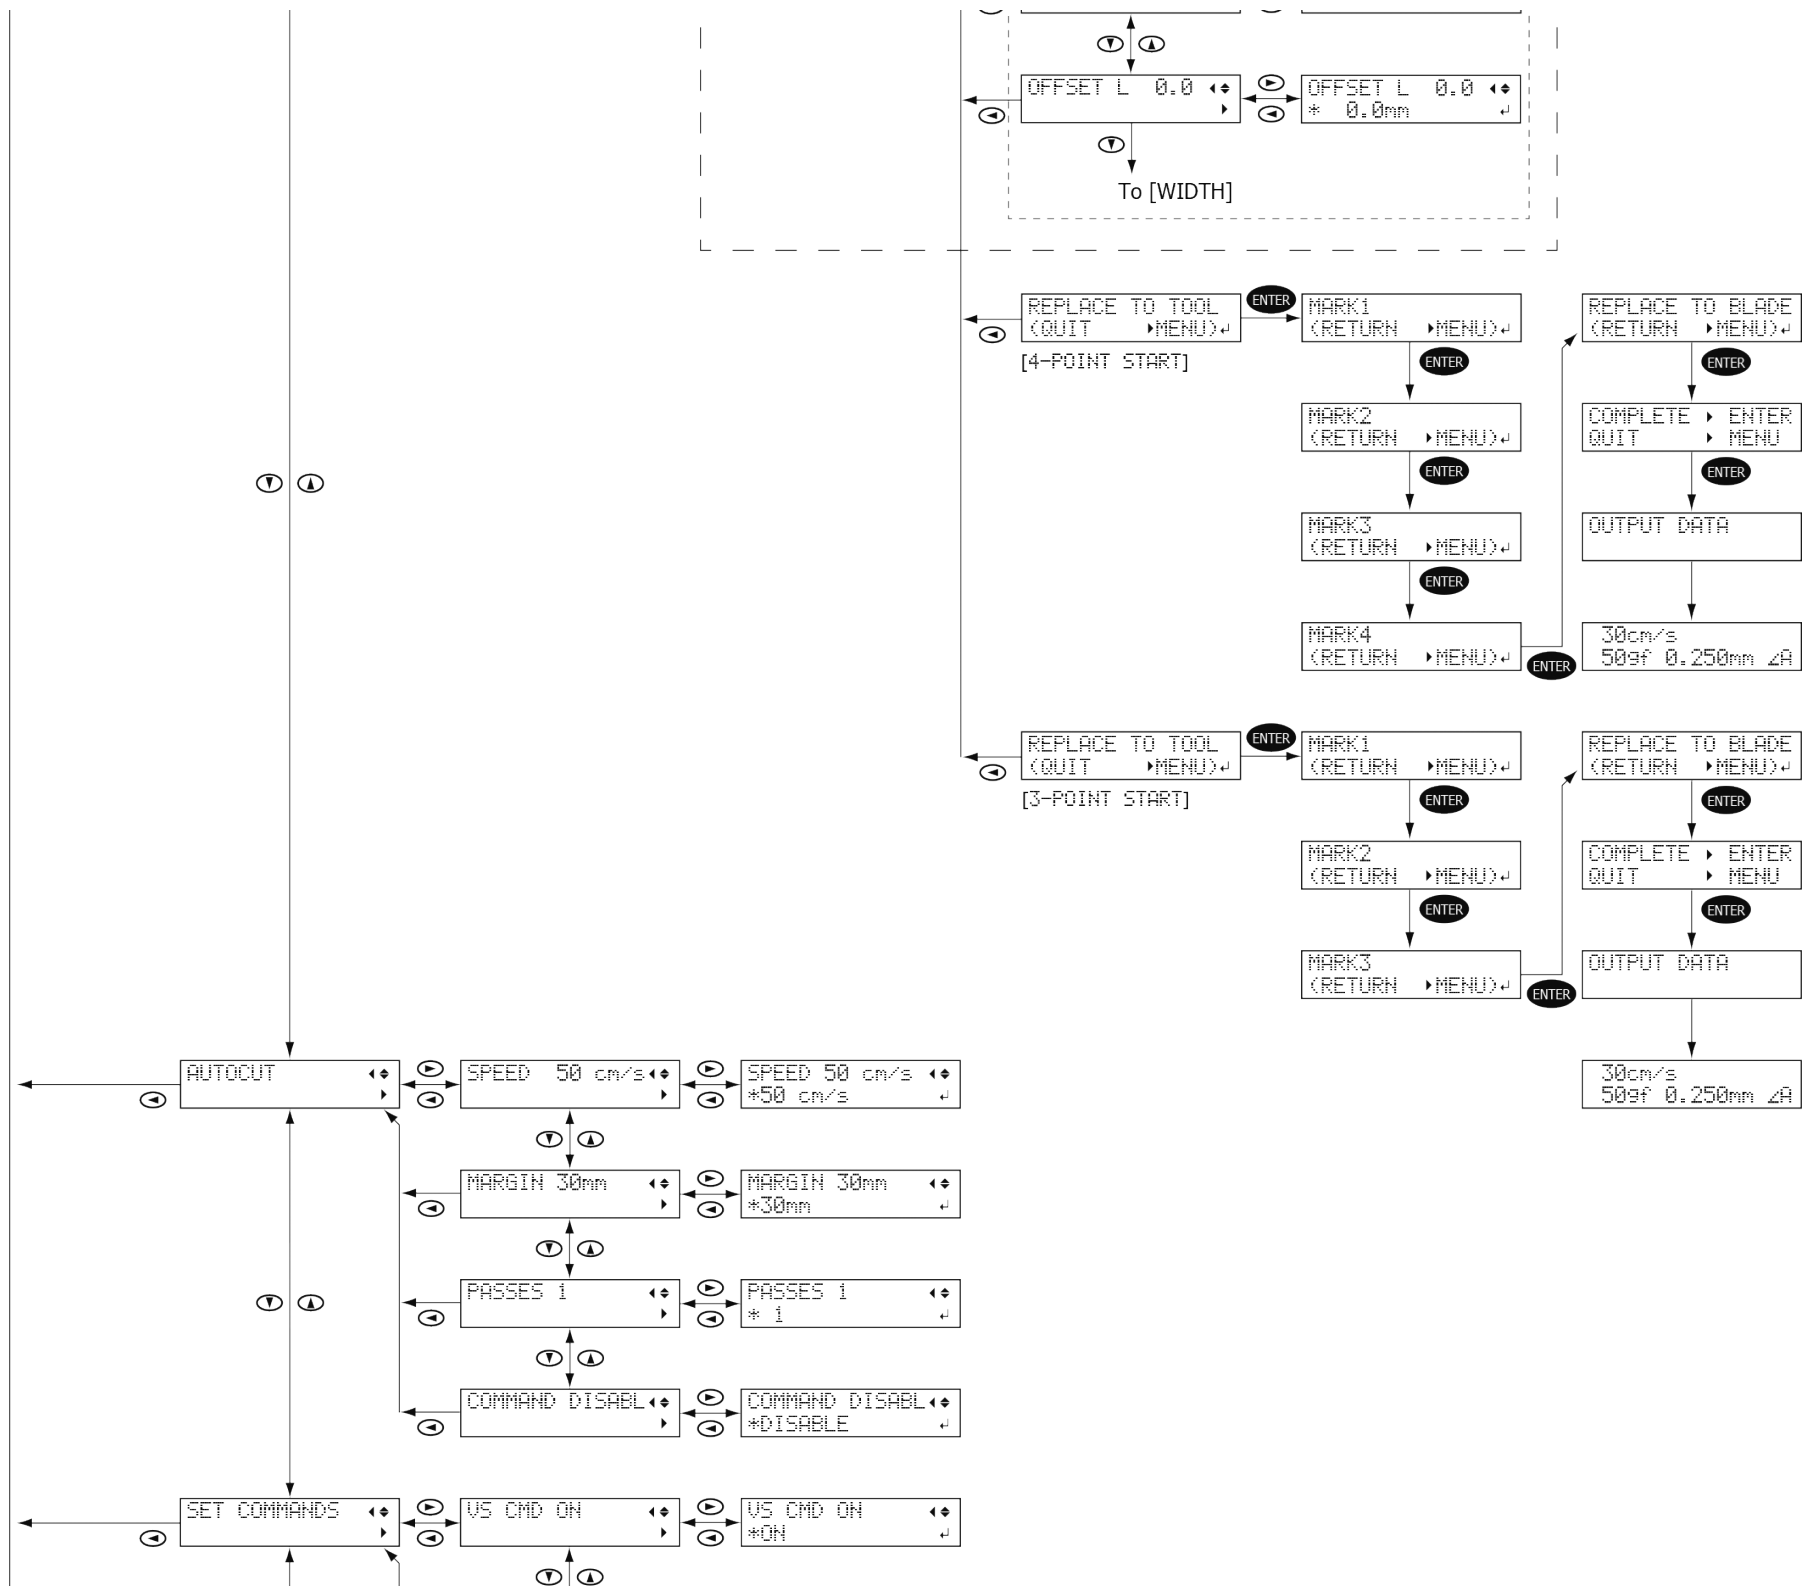 OFFSET L 0.0
OFFSET L 0.0
* 0.0mm
To [WIDTH]
REPLACE TO TOOL
(QUIT MENU)
[4-POINT START]
ENTER
MARK1
(RETURN MENU)
ENTER
MARK2
(RETURN MENU)
ENTER
MARK3
(RETURN MENU)
ENTER
MARK4
(RETURN MENU)
ENTER
REPLACE TO BLADE
(RETURN MENU)
ENTER
COMPLETE ENTER
QUIT MENU
ENTER
OUTPUT DATA
30cm/s
50gf 0.250mm ∠A
REPLACE TO TOOL
(QUIT MENU)
[3-POINT START]
ENTER
MARK1
(RETURN MENU)
ENTER
MARK2
(RETURN MENU)
ENTER
MARK3
(RETURN MENU)
ENTER
REPLACE TO BLADE
(RETURN MENU)
ENTER
COMPLETE ENTER
QUIT MENU
ENTER
OUTPUT DATA
30cm/s
50gf 0.250mm ∠A
AUTOCUT
SPEED 50 cm/s
SPEED 50 cm/s
*50 cm/s
MARGIN 30mm
MARGIN 30mm
*30mm
PASSES 1
PASSES 1
* 1
COMMAND DISABL
COMMAND DISABL
*DISABLE
SET COMMANDS
VS CMD ON
VS CMD ON
*ON